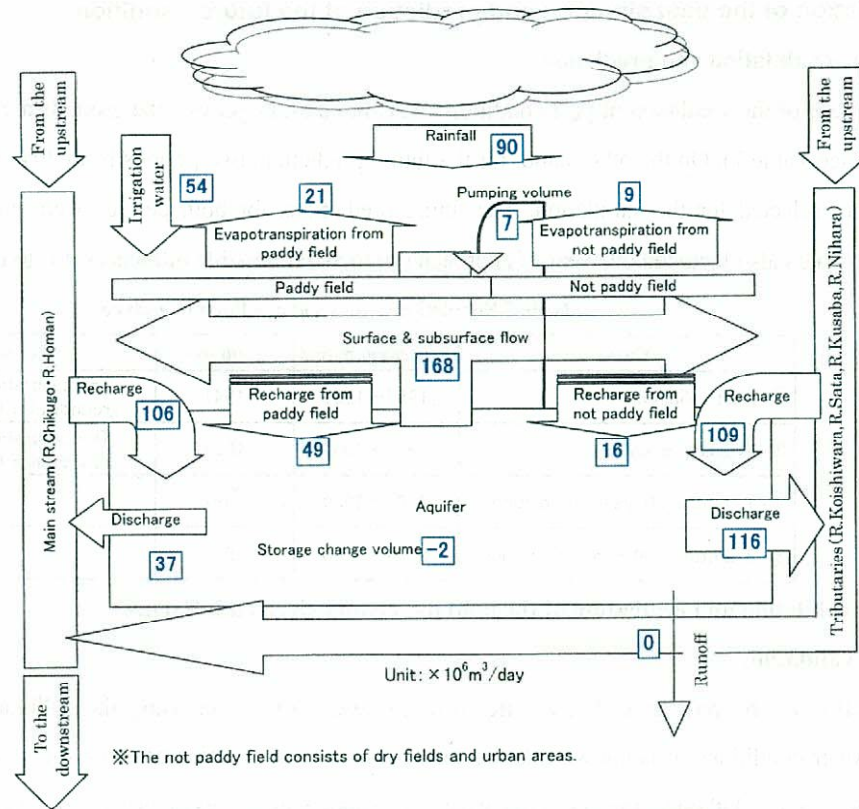 From the
upstream
From the
upstream
Rainfall
90
Irrigation
water
54
21
Pumping volume
7
9
Evapotranspiration from
paddy field
Evapotranspiration from
not paddy field
Paddy field
Not paddy field
Surface & subsurface flow
168
Recharge
106
Recharge from
paddy field
49
Recharge from
not paddy field
16
Recharge
109
Main stream(R.Chikugo・R.Homan)
Tributaries(R.Koishiwara,R.Sata,R.Kusaba,R.Nihara)
Aquifer
Discharge
37
Storage change volume -2
Discharge
116
0
Runoff
Unit: ×10⁶m³/day
To the
downstream
※The not paddy field consists of dry fields and urban areas.